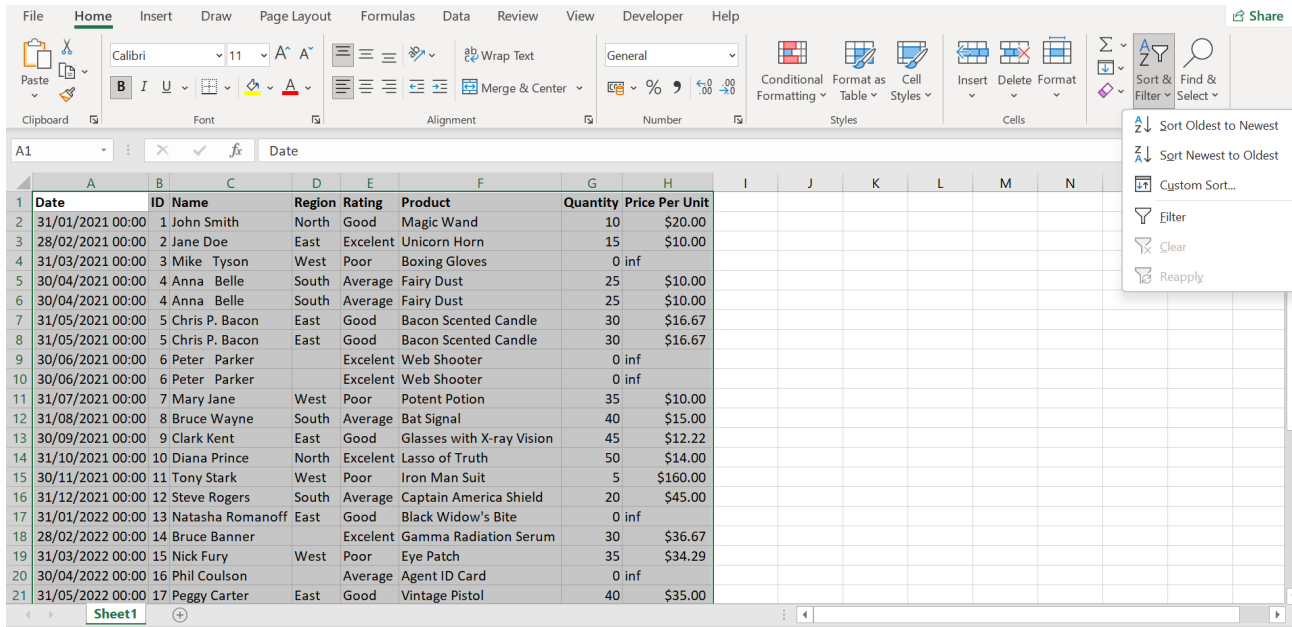 File Home Insert Draw Page Layout Formulas Data Review View Developer Help Share
Calibri 11 Wrap Text General
Paste B I U Merge & Center Conditional Formatting Format as Table Cell Styles Insert Delete Format Sort & Filter Find & Select
Clipboard Font Alignment Number Styles Cells
Sort Oldest to Newest
Sort Newest to Oldest
Custom Sort...
Filter
Clear
Reapply
A1 fx Date
A B C D E F G H I J K L M N
1 Date ID Name Region Rating Product Quantity Price Per Unit
2 31/01/2021 00:00 1 John Smith North Good Magic Wand 10 $20.00
3 28/02/2021 00:00 2 Jane Doe East Excelent Unicorn Horn 15 $10.00
4 31/03/2021 00:00 3 Mike   Tyson West Poor Boxing Gloves 0 inf
5 30/04/2021 00:00 4 Anna   Belle South Average Fairy Dust 25 $10.00
6 30/04/2021 00:00 4 Anna   Belle South Average Fairy Dust 25 $10.00
7 31/05/2021 00:00 5 Chris P. Bacon East Good Bacon Scented Candle 30 $16.67
8 31/05/2021 00:00 5 Chris P. Bacon East Good Bacon Scented Candle 30 $16.67
9 30/06/2021 00:00 6 Peter   Parker Excelent Web Shooter 0 inf
10 30/06/2021 00:00 6 Peter   Parker Excelent Web Shooter 0 inf
11 31/07/2021 00:00 7 Mary Jane West Poor Potent Potion 35 $10.00
12 31/08/2021 00:00 8 Bruce Wayne South Average Bat Signal 40 $15.00
13 30/09/2021 00:00 9 Clark Kent East Good Glasses with X-ray Vision 45 $12.22
14 31/10/2021 00:00 10 Diana Prince North Excelent Lasso of Truth 50 $14.00
15 30/11/2021 00:00 11 Tony Stark West Poor Iron Man Suit 5 $160.00
16 31/12/2021 00:00 12 Steve Rogers South Average Captain America Shield 20 $45.00
17 31/01/2022 00:00 13 Natasha Romanoff East Good Black Widow's Bite 0 inf
18 28/02/2022 00:00 14 Bruce Banner Excelent Gamma Radiation Serum 30 $36.67
19 31/03/2022 00:00 15 Nick Fury West Poor Eye Patch 35 $34.29
20 30/04/2022 00:00 16 Phil Coulson Average Agent ID Card 0 inf
21 31/05/2022 00:00 17 Peggy Carter East Good Vintage Pistol 40 $35.00
Sheet1